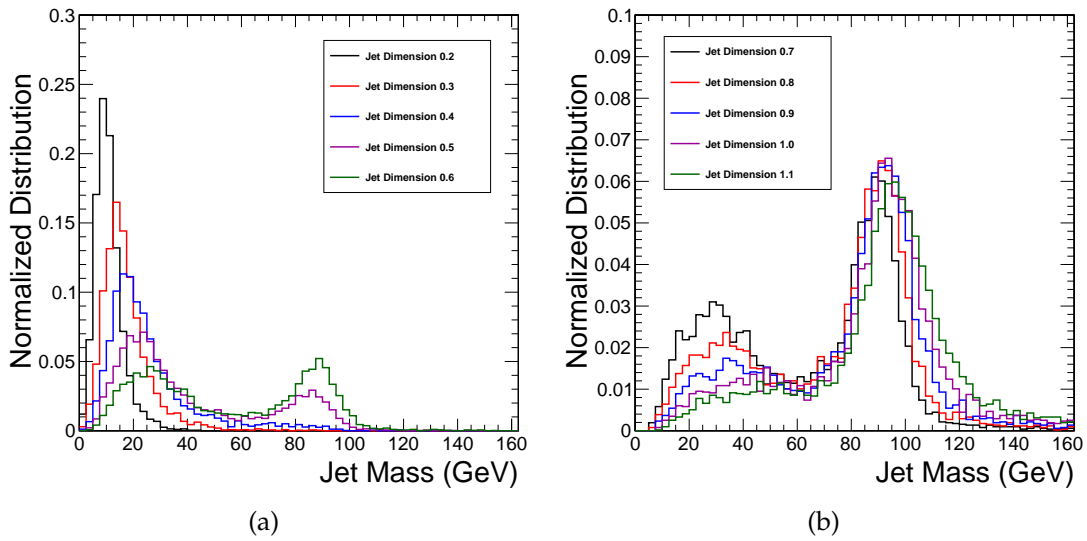 0.3
0.25
0.2
0.15
0.1
0.05
0
Normalized Distribution
Jet Dimension 0.2
Jet Dimension 0.3
Jet Dimension 0.4
Jet Dimension 0.5
Jet Dimension 0.6
0 20 40 60 80 100 120 140 160
Jet Mass (GeV)
(a)
0.1
0.09
0.08
0.07
0.06
0.05
0.04
0.03
0.02
0.01
0
Normalized Distribution
Jet Dimension 0.7
Jet Dimension 0.8
Jet Dimension 0.9
Jet Dimension 1.0
Jet Dimension 1.1
0 20 40 60 80 100 120 140 160
Jet Mass (GeV)
(b)